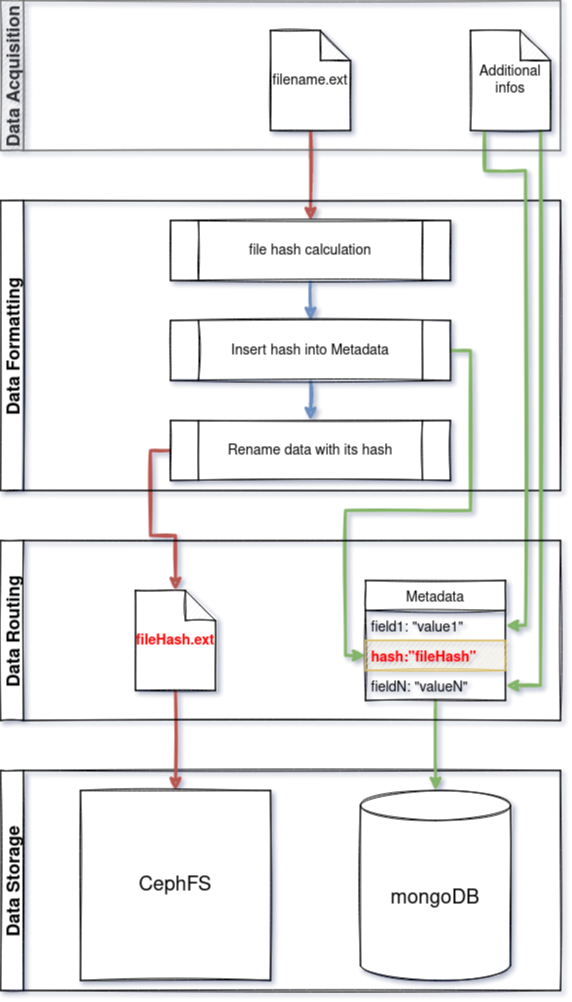 Data Acquisition
filename.ext
Additional
infos
Data Formatting
file hash calculation
Insert hash into Metadata
Rename data with its hash
Data Routing
fileHash.ext
Metadata
field1: "value1"
hash:"fileHash"
fieldN: "valueN"
Data Storage
CephFS
mongoDB